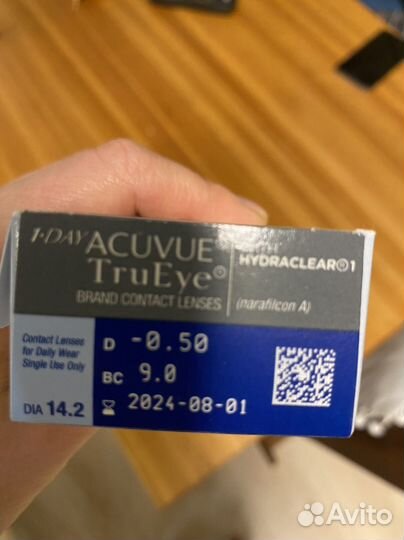 1·DAY ACUVUE®
TruEye®
BRAND CONTACT LENSES
WITH
HYDRACLEAR®1
(narafilcon A)
Contact Lenses
for Daily Wear
Single Use Only
DIA 14.2
D -0.50
BC 9.0
2024-08-01
Avito